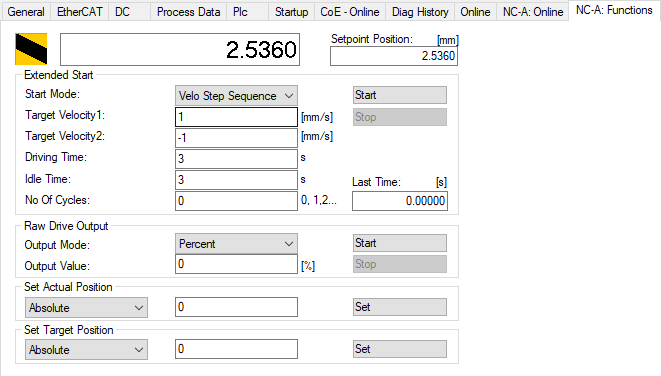 General EtherCAT DC Process Data Plc Startup CoE - Online Diag History Online NC-A: Online NC-A: Functions
2.5360
Setpoint Position: [mm]
2.5360
Extended Start
Start Mode: Velo Step Sequence Start
Target Velocity1: 1 [mm/s] Stop
Target Velocity2: -1 [mm/s]
Driving Time: 3 s
Idle Time: 3 s Last Time: [s]
No Of Cycles: 0 0, 1,2... 0.00000
Raw Drive Output
Output Mode: Percent Start
Output Value: 0 [%] Stop
Set Actual Position
Absolute 0 Set
Set Target Position
Absolute 0 Set